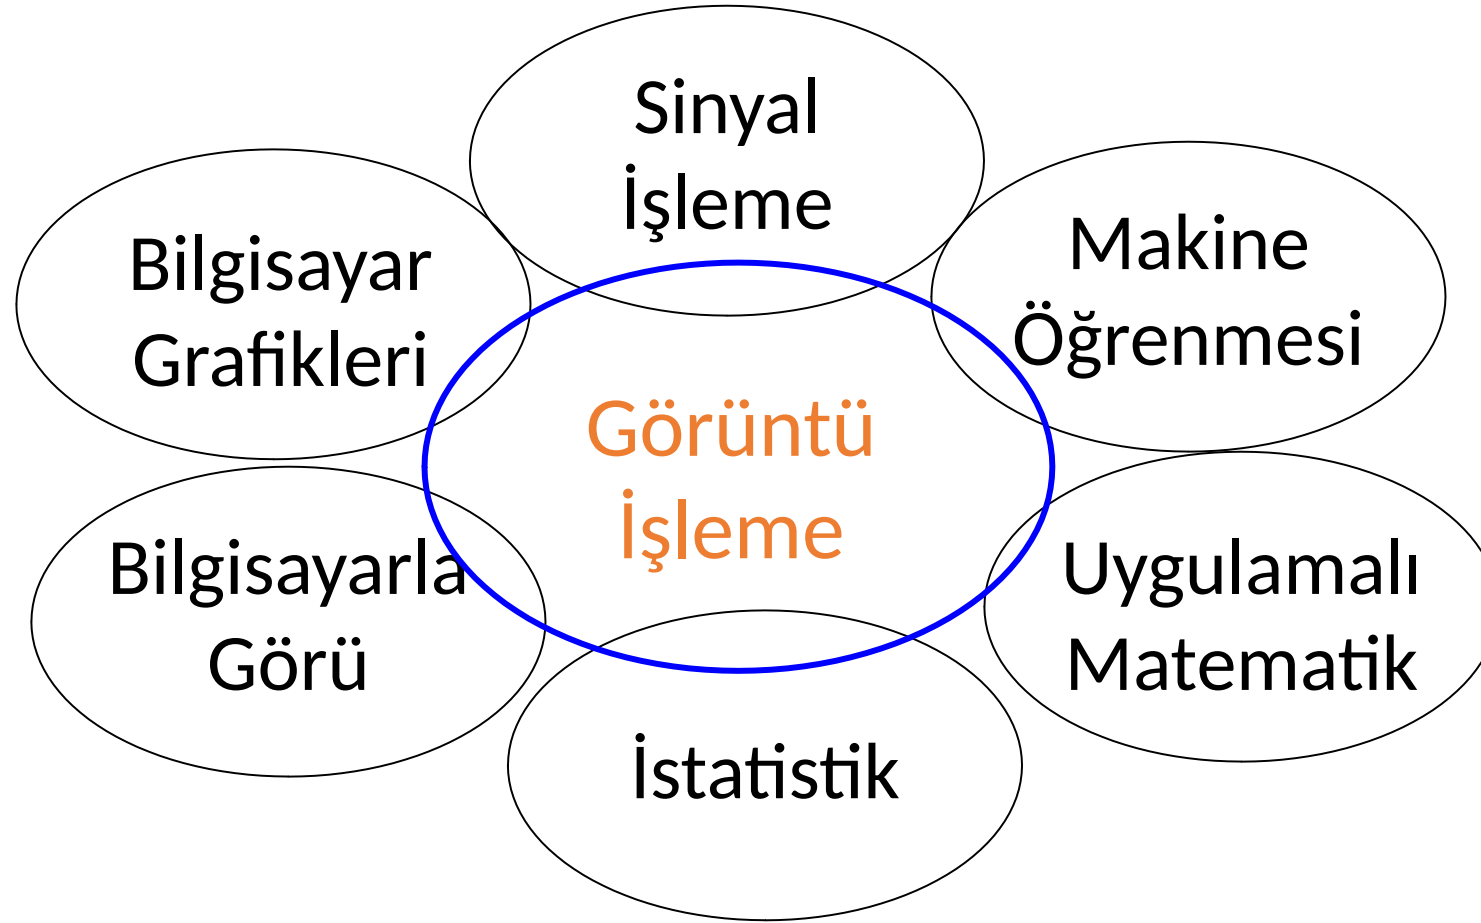 Sinyal
İşleme
Bilgisayar
Grafikleri
Makine
Öğrenmesi
Görüntü
İşleme
Bilgisayarla
Görü
Uygulamalı
Matematik
İstatistik